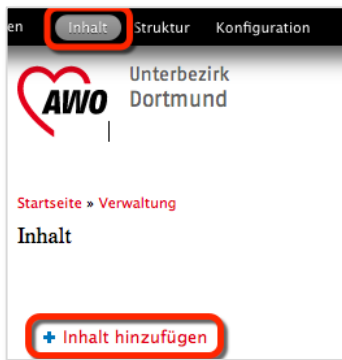 en Inhalt Struktur Konfiguration
AWO Unterbezirk
Dortmund
Startseite » Verwaltung
Inhalt
+ Inhalt hinzufügen